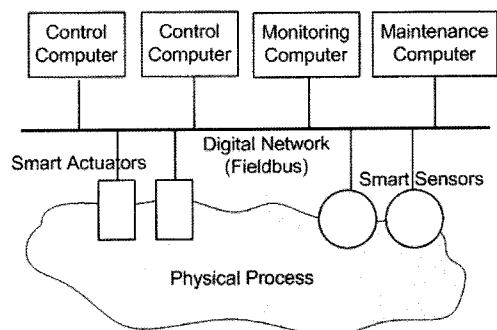 Control
Computer
Control
Computer
Monitoring
Computer
Maintenance
Computer
Digital Network
(Fieldbus)
Smart Actuators
Smart Sensors
Physical Process